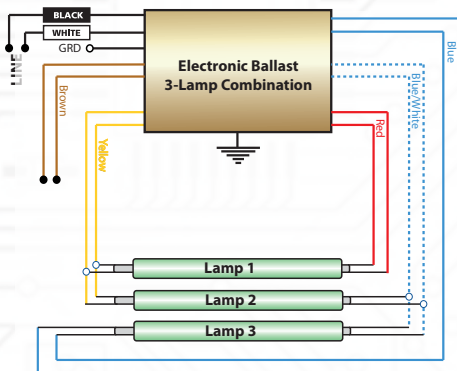 BLACK
WHITE
GRD
LINE
Electronic Ballast
3-Lamp Combination
Brown
Yellow
Red
Blue/White
Blue
Lamp 1
Lamp 2
Lamp 3